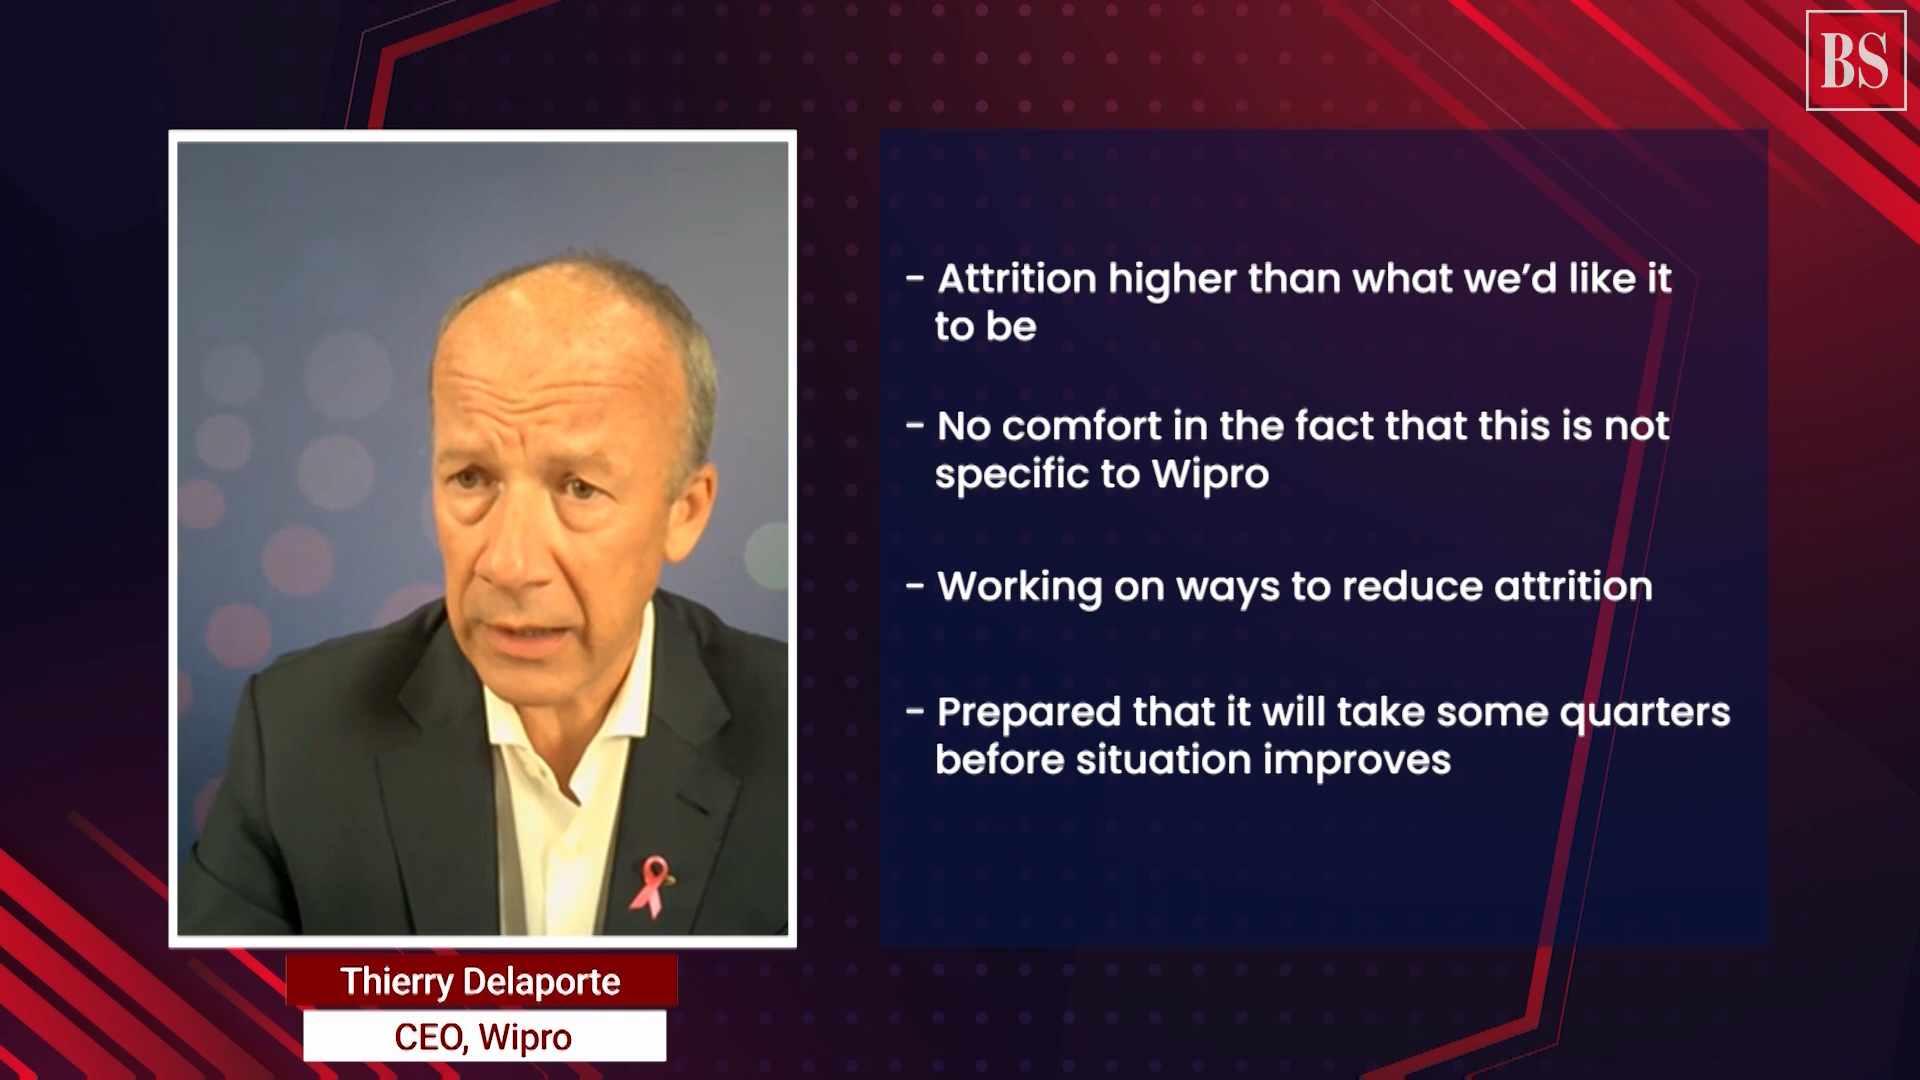 BS
- Attrition higher than what we’d like it
to be
- No comfort in the fact that this is not
specific to Wipro
- Working on ways to reduce attrition
- Prepared that it will take some quarters
before situation improves
Thierry Delaporte
CEO, Wipro